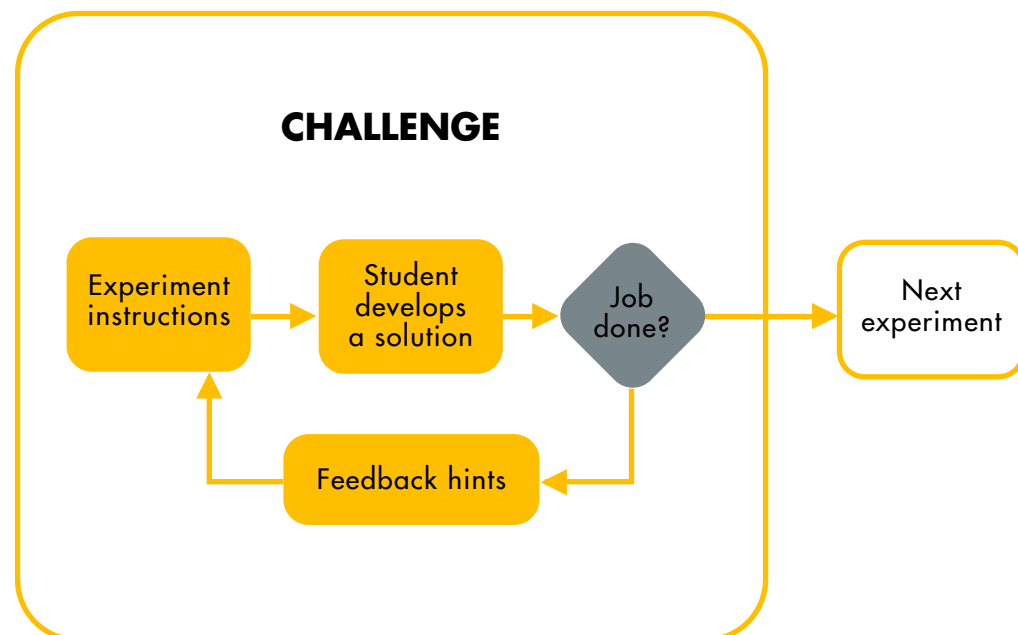 CHALLENGE
Experiment
instructions
Student
develops
a solution
Job
done?
Next
experiment
Feedback hints